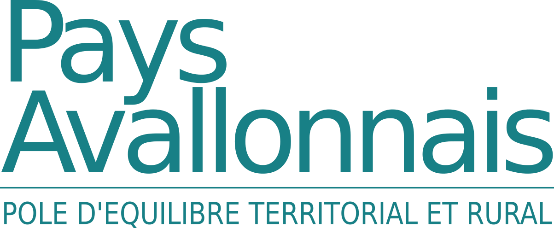 Pays
Avallonnais
POLE D'EQUILIBRE TERRITORIAL ET RURAL